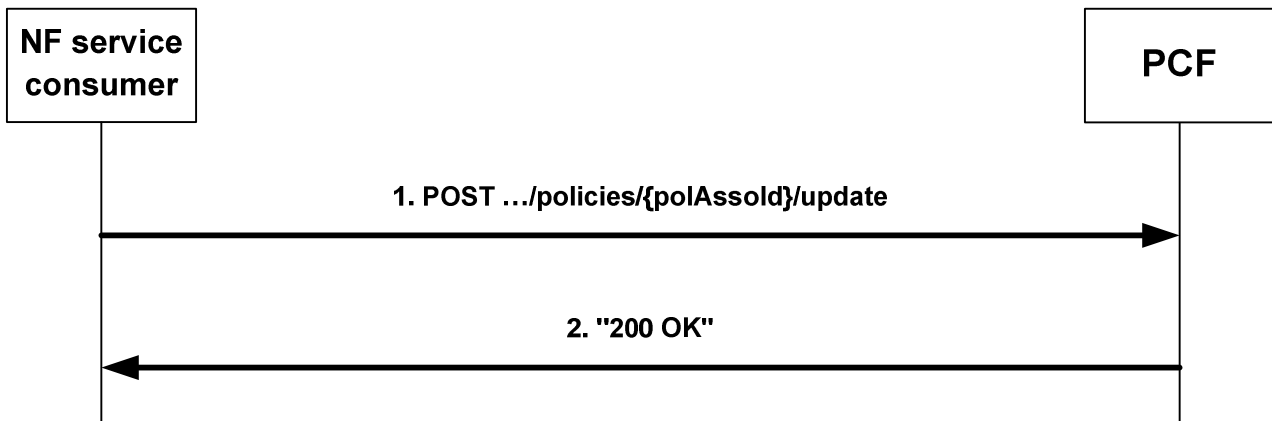 NF service
consumer
PCF
1. POST …/policies/{polAssoId}/update
2. "200 OK"